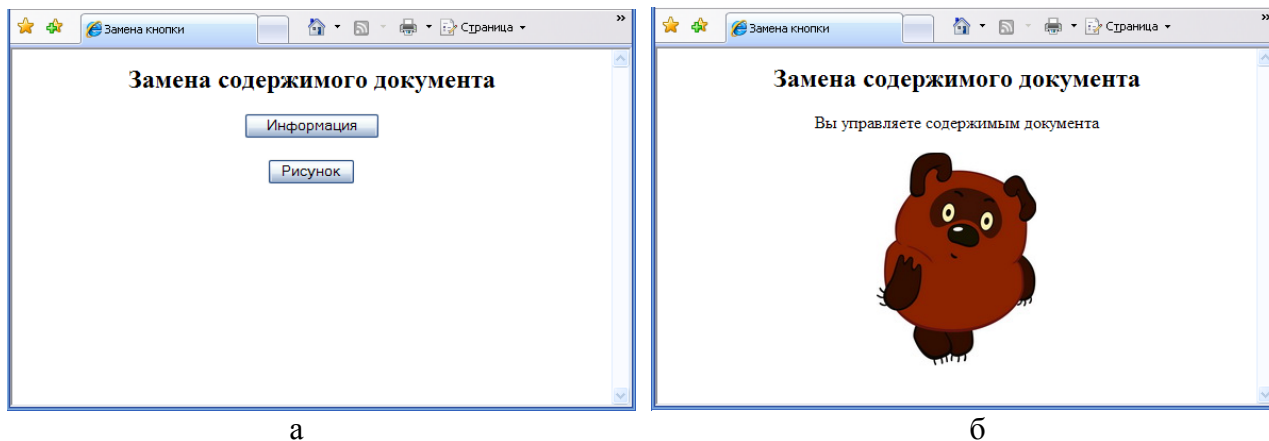 Замена кнопки
Страница
»
Замена содержимого документа
Информация
Рисунок
а
Замена кнопки
Страница
»
Замена содержимого документа
Вы управляете содержимым документа
б